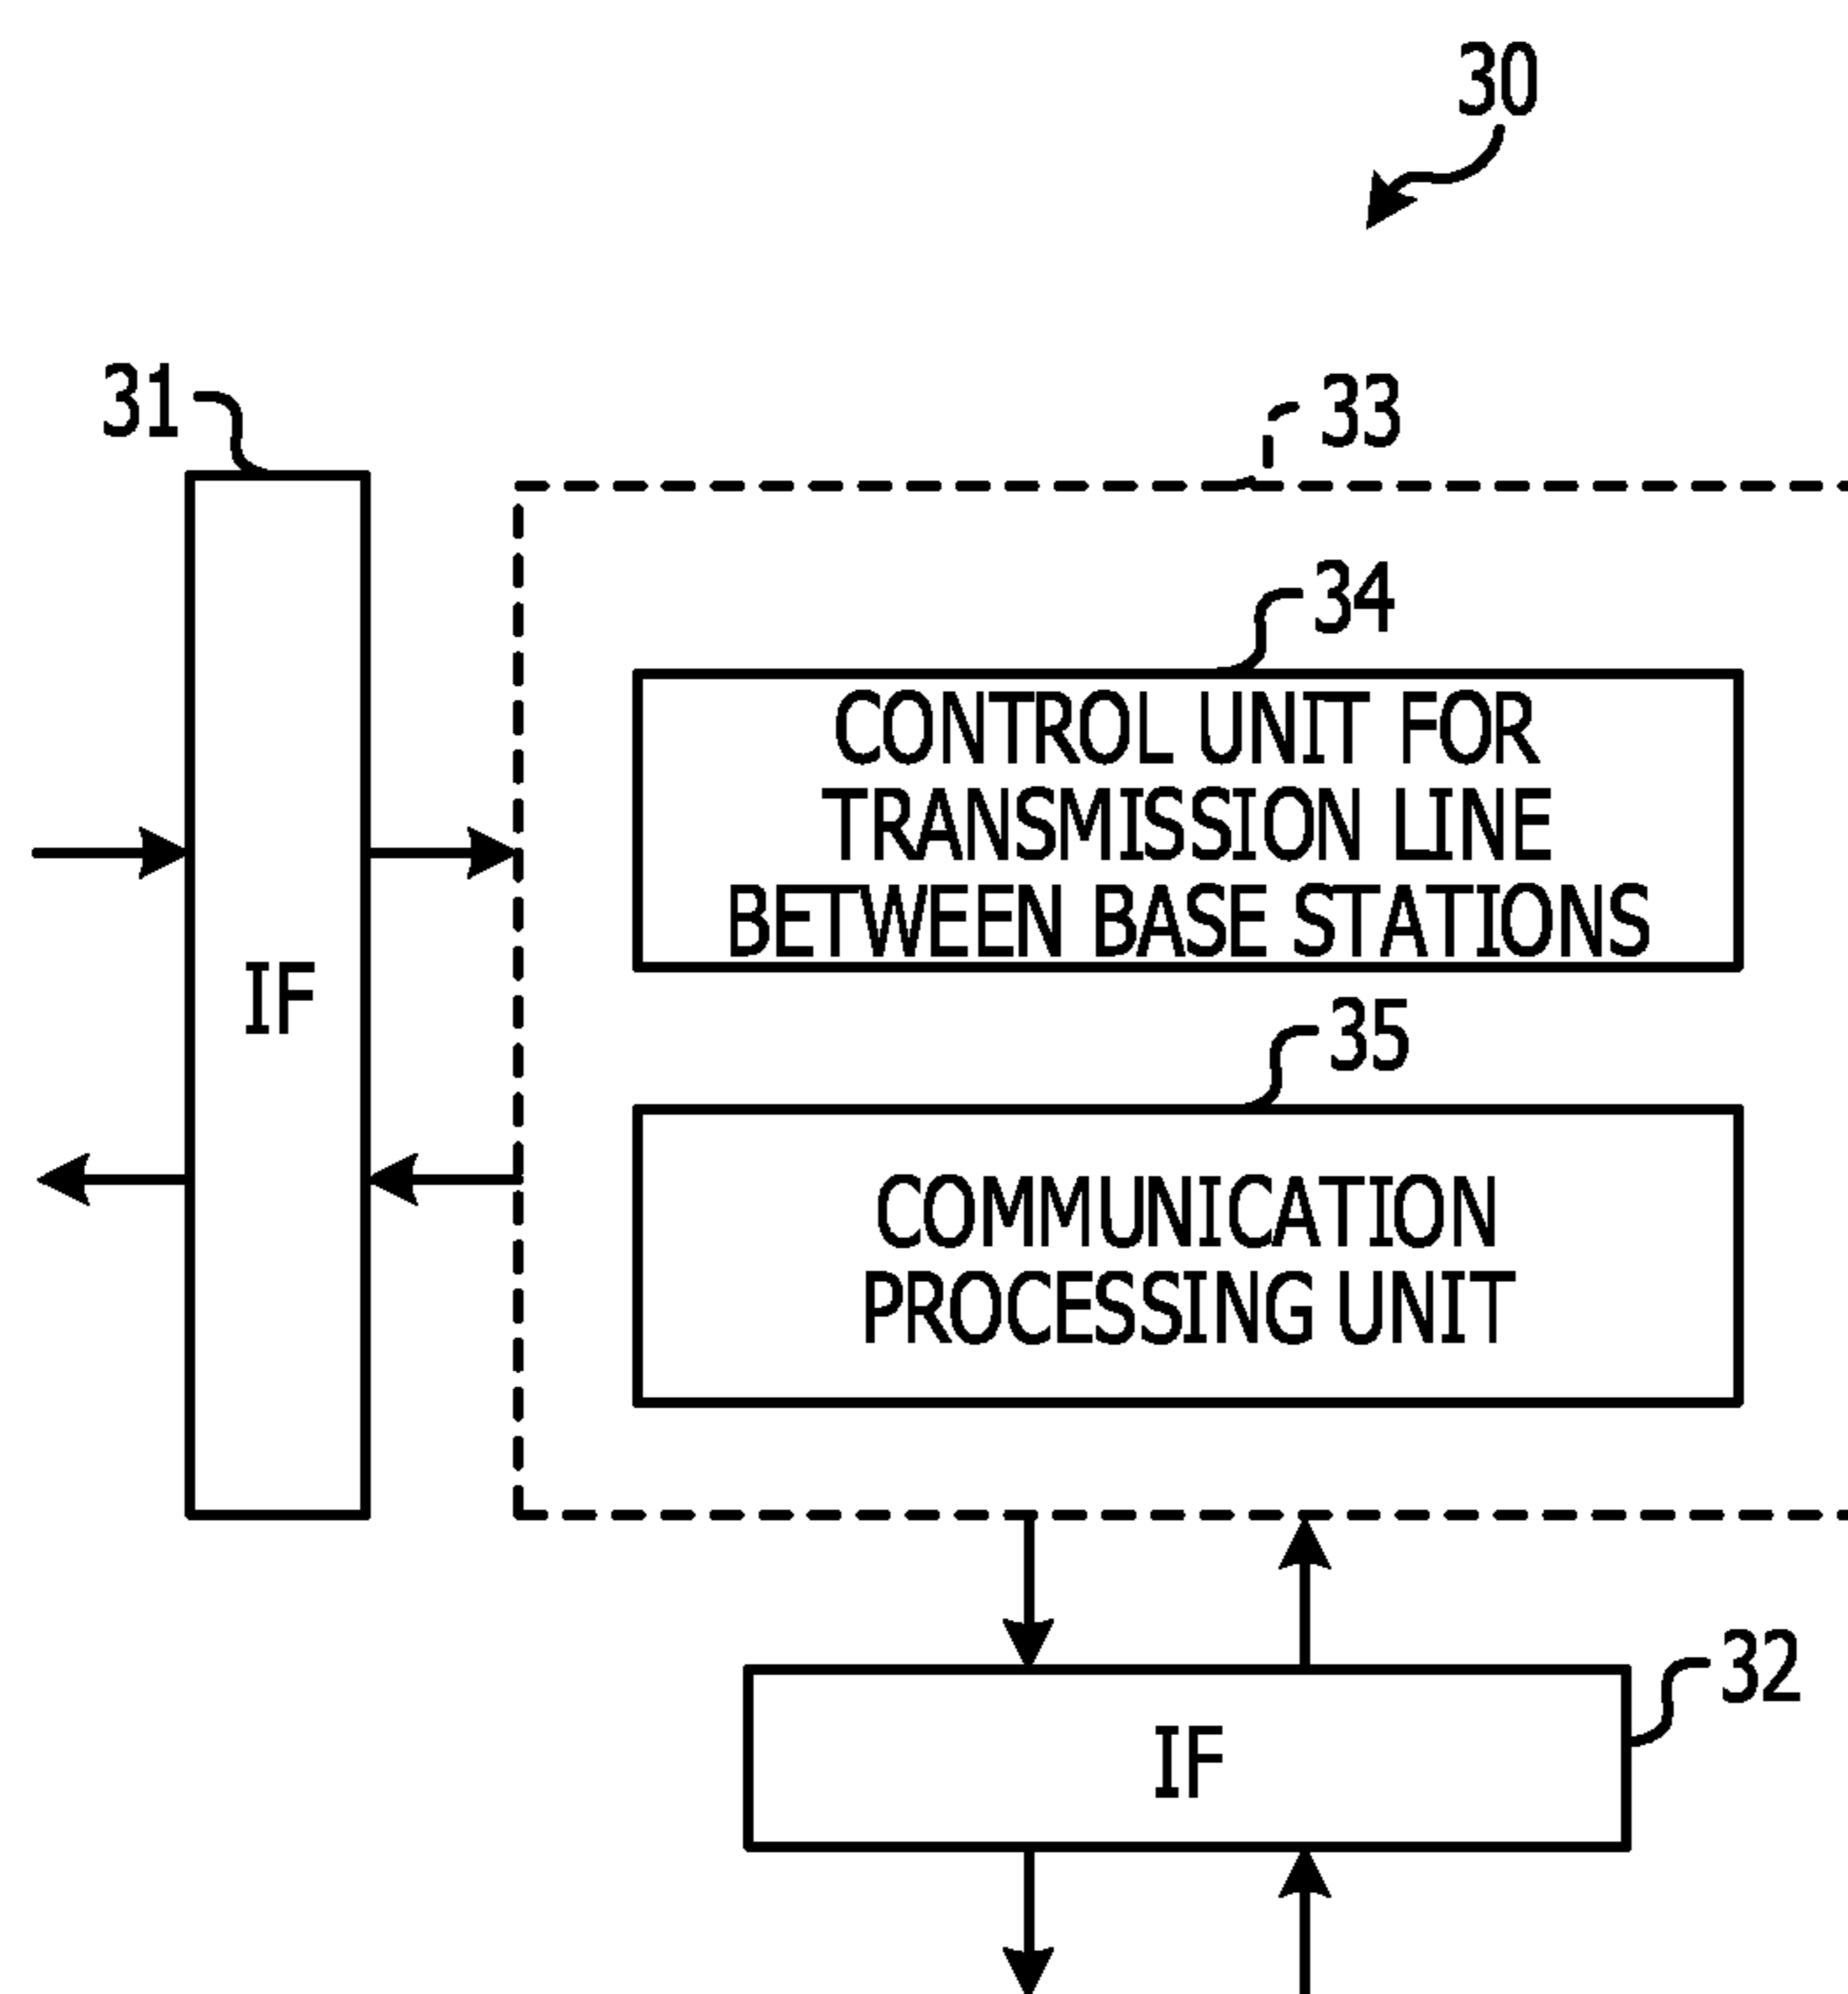 30
31
33
34
CONTROL UNIT FOR
TRANSMISSION LINE
BETWEEN BASE STATIONS
IF
35
COMMUNICATION
PROCESSING UNIT
32
IF